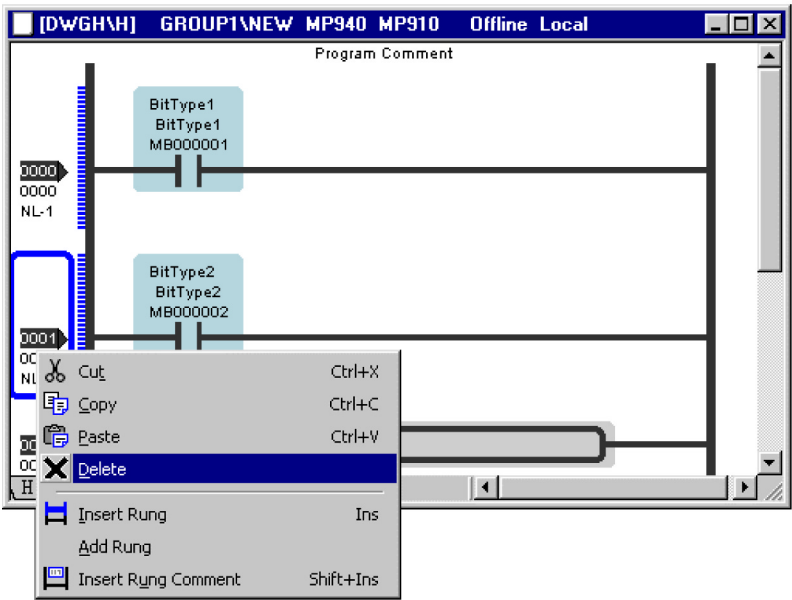 [DWGH\H] GROUP1\NEW MP940 MP910 Offline Local
Program Comment
BitType1
BitType1
MB000001
0000
0000
NL-1
BitType2
BitType2
MB000002
0001
Cut Ctrl+X
Copy Ctrl+C
Paste Ctrl+V
Delete
H
Insert Rung Ins
Add Rung
Insert Rung Comment Shift+Ins